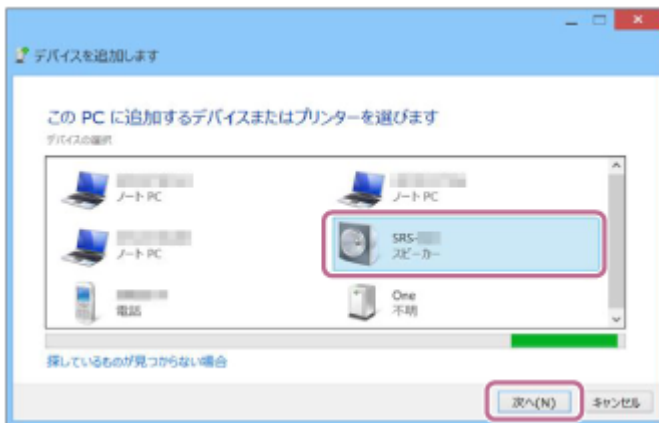 デバイスを追加します
この PC に追加するデバイスまたはプリンターを選びます
デバイスの選択
ノート PC
ノート PC
ノート PC
SRS-
スピーカー
電話
One
不明
探しているものが見つからない場合
次へ(N)
キャンセル